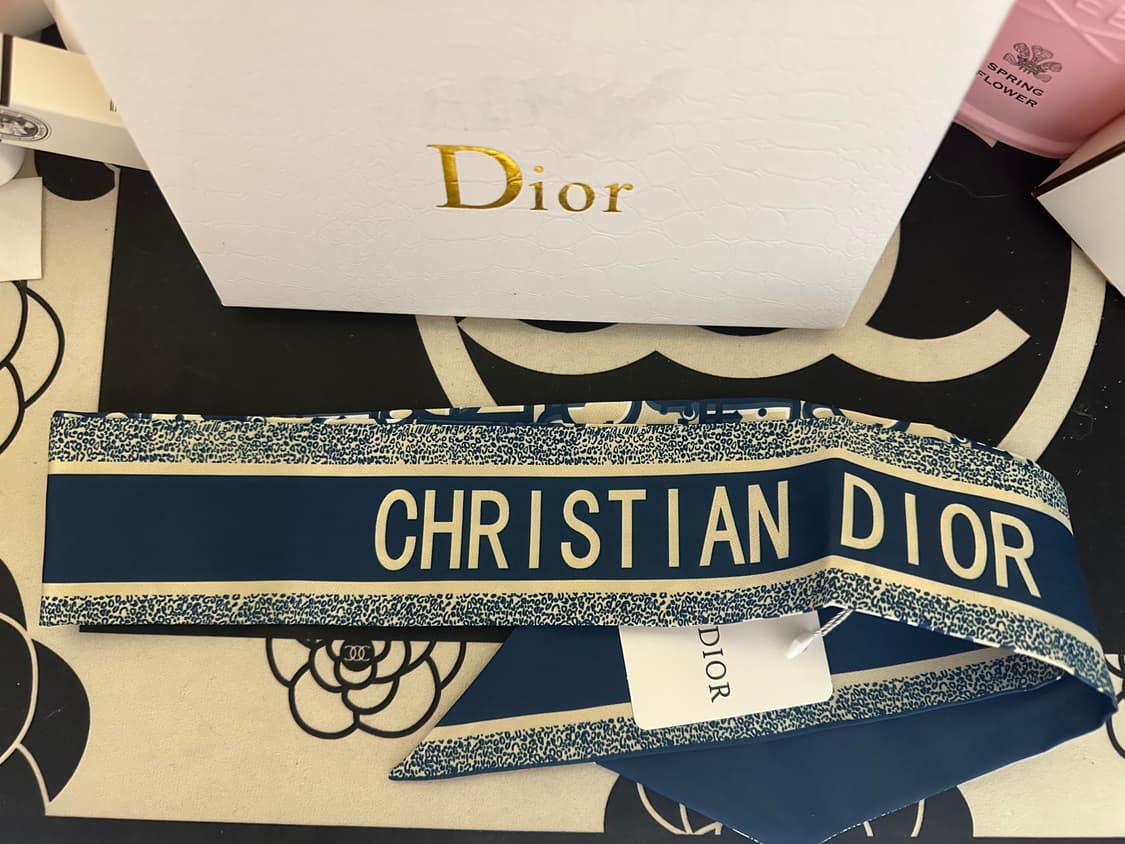 Dior
SPRING
FLOWER
CHRISTIAN DIOR
DIOR